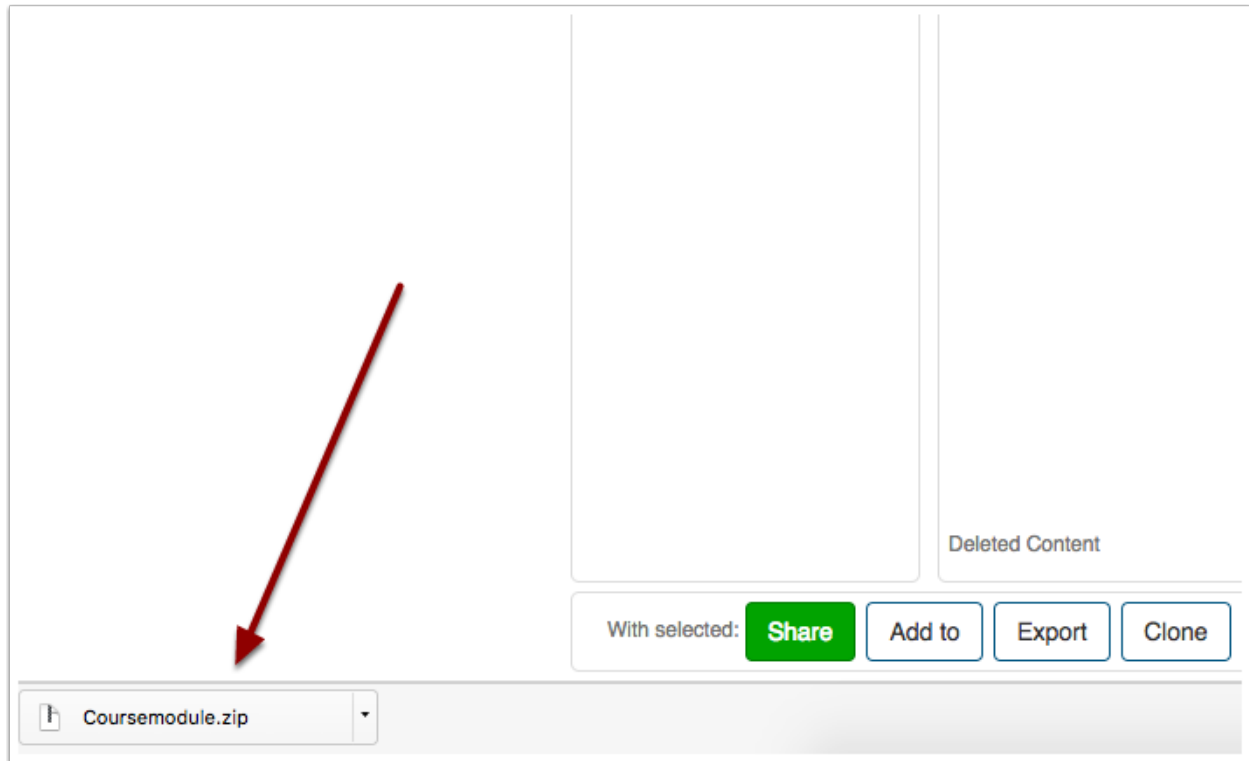 Deleted Content
With selected: Share Add to Export Clone
Coursemodule.zip